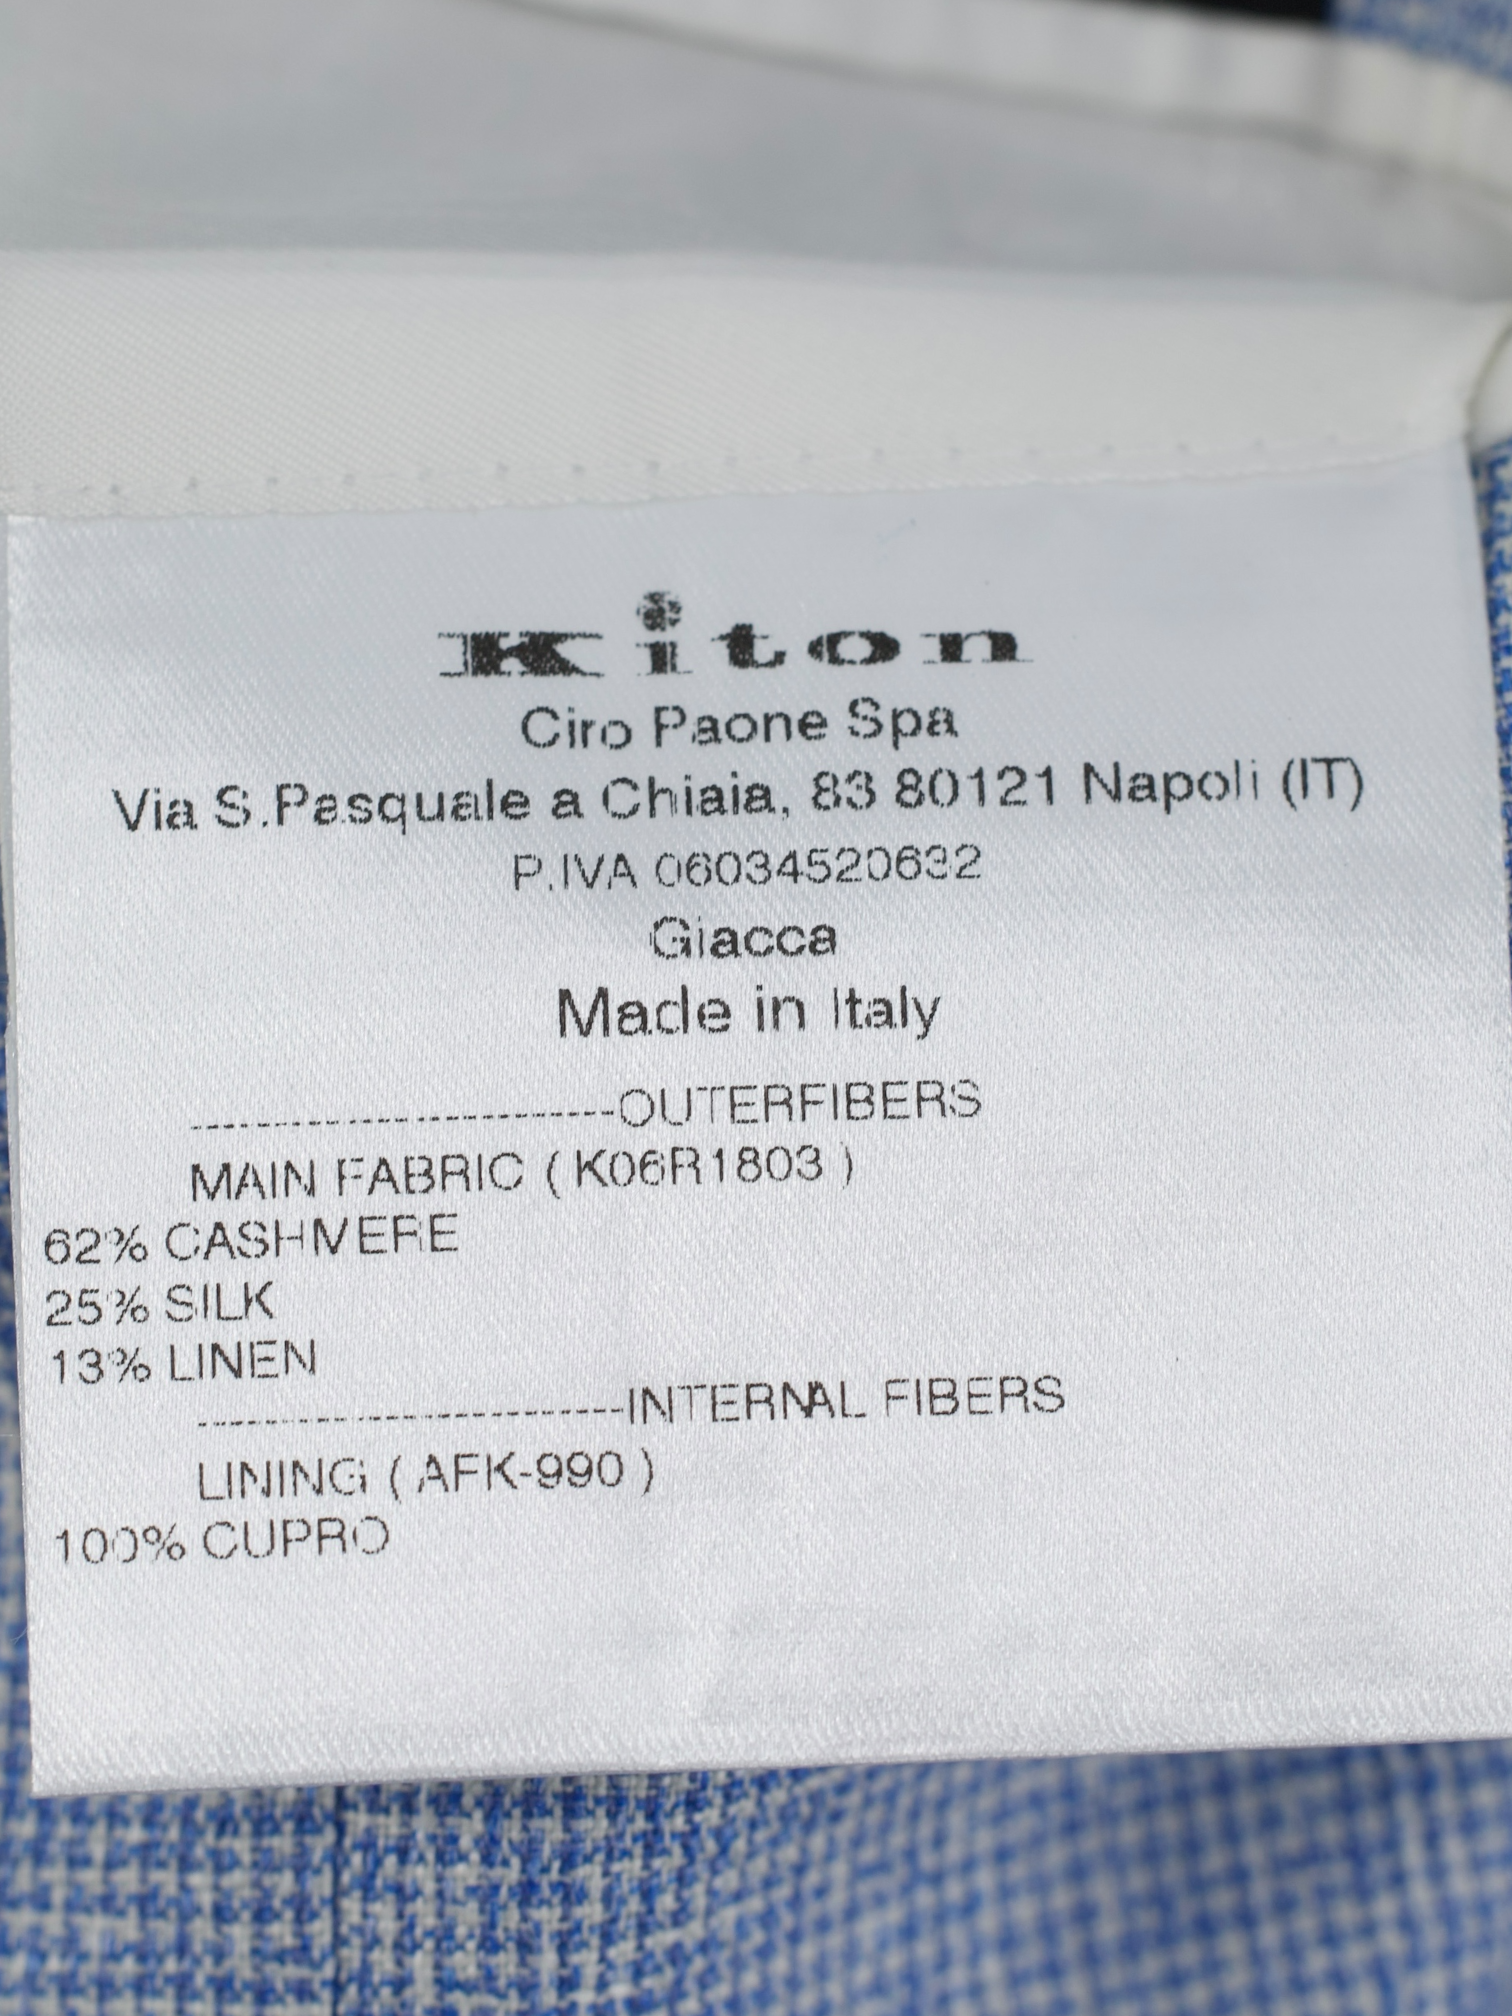 Kiton
Ciro Paone Spa
Via S.Pasquale a Chiaia, 83 80121 Napoli (IT)
P.IVA 06034520632
Giacca
Made in Italy
-------------------------OUTERFIBERS
MAIN FABRIC ( K06R1803 )
62% CASHMERE
25% SILK
13% LINEN
-------------------------INTERNAL FIBERS
LINING ( AFK-990 )
100% CUPRO